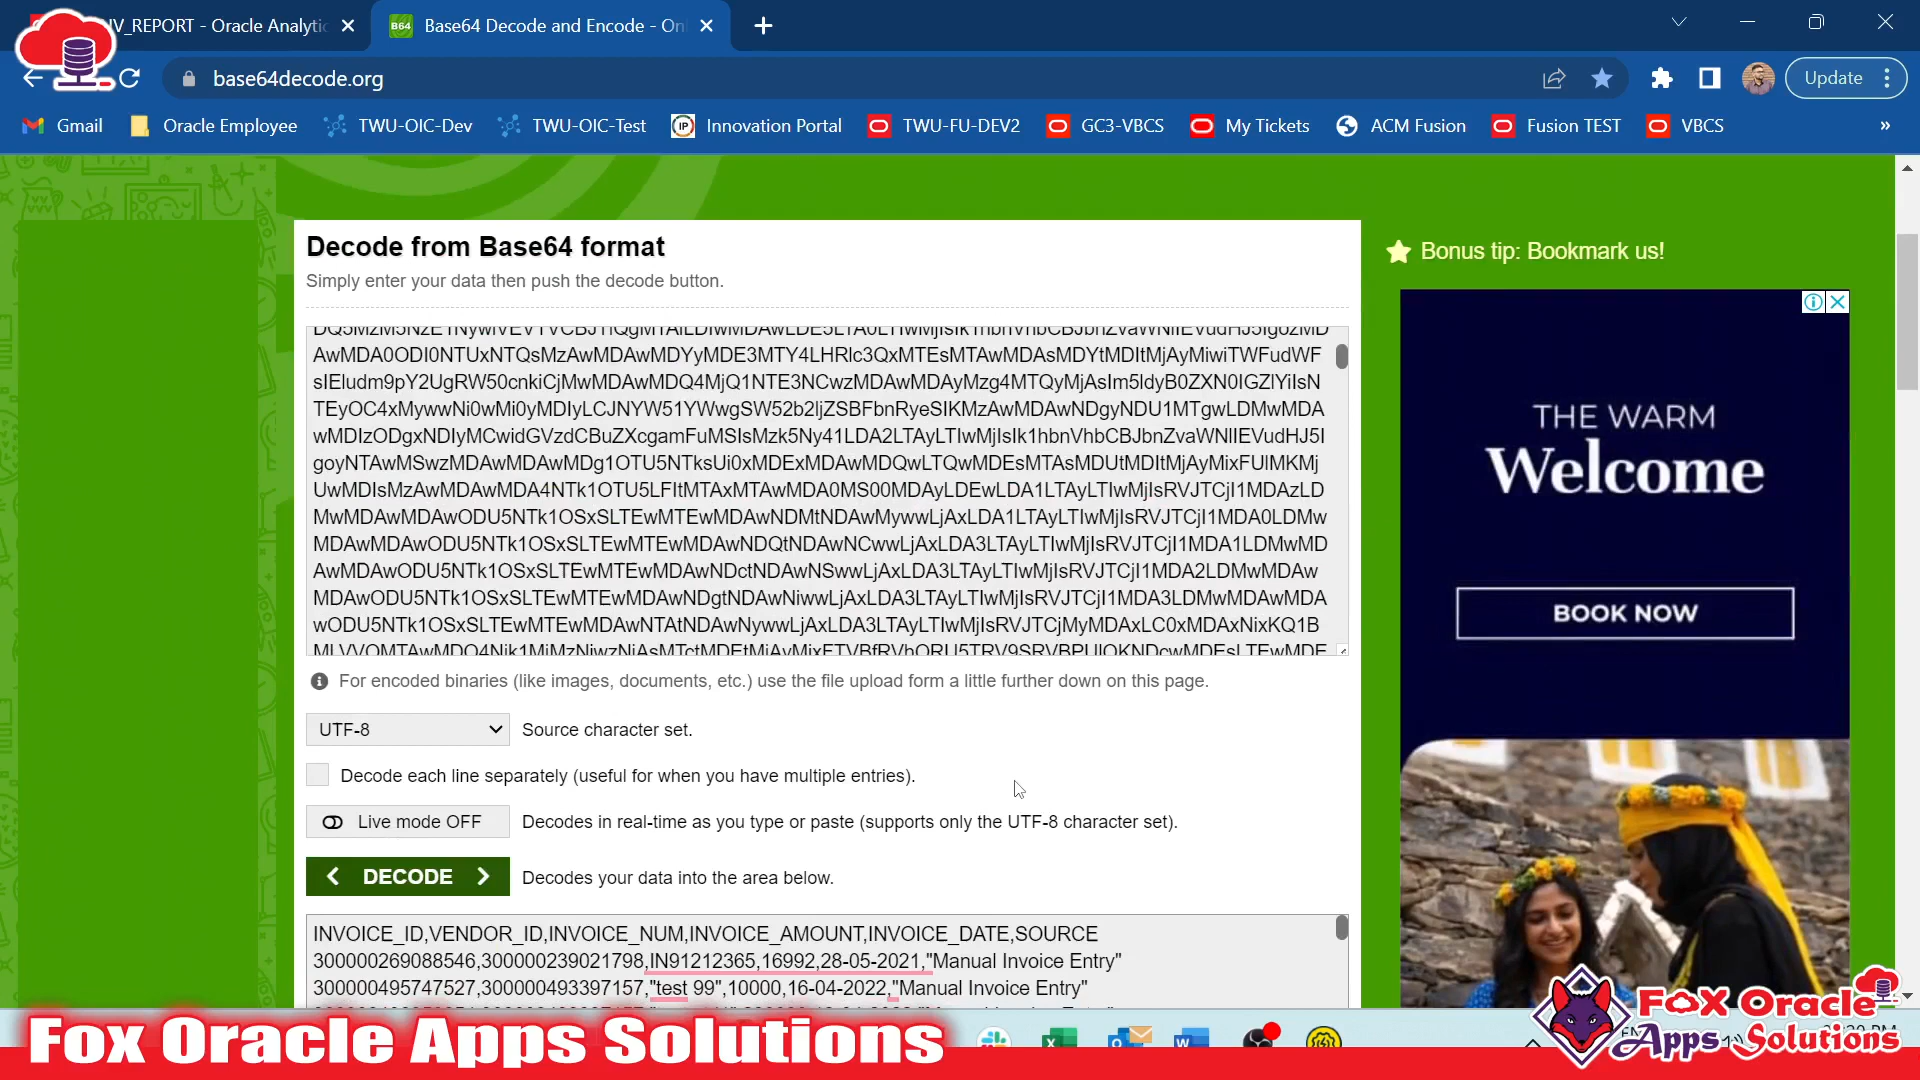 V_REPORT - Oracle Analytic
B64 Base64 Decode and Encode - On
base64decode.org
Update
Gmail Oracle Employee TWU-OIC-Dev TWU-OIC-Test IP Innovation Portal TWU-FU-DEV2 GC3-VBCS My Tickets ACM Fusion Fusion TEST VBCS »
Decode from Base64 format
Simply enter your data then push the decode button.
Bonus tip: Bookmark us!
AwMDA0ODI0NTUxNTQsMzAwMDAwMDYyMDE3MTY4LHRlc3QxMTEsMTAwMDAsMDYtMDItMjAyMiwiTWFudWF
sIEludm9pY2UgRW50cnkiCjMwMDAwMDQ4MjQ1NTE3NCwzMDAwMDAyMzg4MTQyMjAsIm5ldyB0ZXN0IGZlYiIsN
TEyOC4xMywwNi0wMi0yMDIyLCJNYW51YWwgSW52b2ljZSBFbnRyeSIKMzAwMDAwNDgyNDU1MTgwLDMwMDA
wMDIzODgxNDIyMCwidGVzdCBuZXcgamFuMSIsMzk5Ny41LDA2LTAyLTIwMjIsIk1hbnVhbCBJbnZvaWNlIEVudHJ5I
goyNTAwMSwzMDAwMDAwMDg1OTU5NTksUi0xMDExMDAwMDQwLTQwMDEsMTAsMDUtMDItMjAyMixFUlMKMj
UwMDIsMzAwMDAwMDA4NTk1OTU5LFItMTAxMTAwMDA0MS00MDAyLDEwLDA1LTAyLTIwMjIsRVJTCjI1MDAzLD
MwMDAwMDAwODU5NTk1OSxSLTEwMTEwMDAwNDMtNDAwMywwLjAxLDA1LTAyLTIwMjIsRVJTCjI1MDA0LDMw
MDAwMDAwODU5NTk1OSxSLTEwMTEwMDAwNDQtNDAwNCwwLjAxLDA3LTAyLTIwMjIsRVJTCjI1MDA1LDMwMD
AwMDAwODU5NTk1OSxSLTEwMTEwMDAwNDctNDAwNSwwLjAxLDA3LTAyLTIwMjIsRVJTCjI1MDA2LDMwMDAw
MDAwODU5NTk1OSxSLTEwMTEwMDAwNDgtNDAwNiwwLjAxLDA3LTAyLTIwMjIsRVJTCjI1MDA3LDMwMDAwMDA
wODU5NTk1OSxSLTEwMTEwMDAwNTAtNDAwNywwLjAxLDA3LTAyLTIwMjIsRVJTCjMyMDAxLC0xMDAxNixKQ1B
For encoded binaries (like images, documents, etc.) use the file upload form a little further down on this page.
UTF-8 Source character set.
Decode each line separately (useful for when you have multiple entries).
Live mode OFF Decodes in real-time as you type or paste (supports only the UTF-8 character set).
< DECODE > Decodes your data into the area below.
INVOICE_ID,VENDOR_ID,INVOICE_NUM,INVOICE_AMOUNT,INVOICE_DATE,SOURCE
300000269088546,300000239021798,IN91212365,16992,28-05-2021,"Manual Invoice Entry"
300000495747527,300000493397157,"test 99",10000,16-04-2022,"Manual Invoice Entry"
THE WARM
Welcome
BOOK NOW
Fox Oracle Apps Solutions
FOX Oracle
Apps Solutions